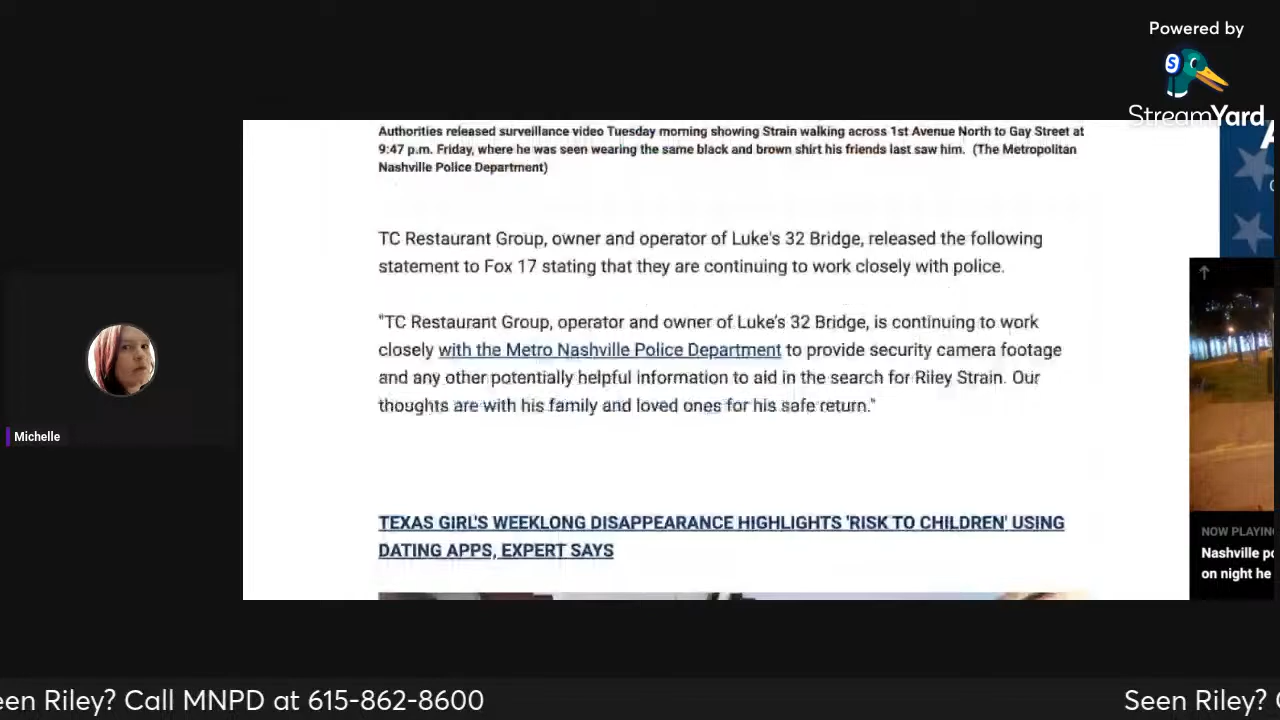 Powered by
StreamYard
Authorities released surveillance video Tuesday morning showing Strain walking across 1st Avenue North to Gay Street at
9:47 p.m. Friday, where he was seen wearing the same black and brown shirt his friends last saw him. (The Metropolitan
Nashville Police Department)
TC Restaurant Group, owner and operator of Luke's 32 Bridge, released the following
statement to Fox 17 stating that they are continuing to work closely with police.
"TC Restaurant Group, operator and owner of Luke's 32 Bridge, is continuing to work
closely with the Metro Nashville Police Department to provide security camera footage
and any other potentially helpful information to aid in the search for Riley Strain. Our
thoughts are with his family and loved ones for his safe return."
TEXAS GIRL'S WEEKLONG DISAPPEARANCE HIGHLIGHTS 'RISK TO CHILDREN' USING
DATING APPS, EXPERT SAYS
Michelle
NOW PLAYING
Nashville po
on night he
een Riley? Call MNPD at 615-862-8600
Seen Riley?